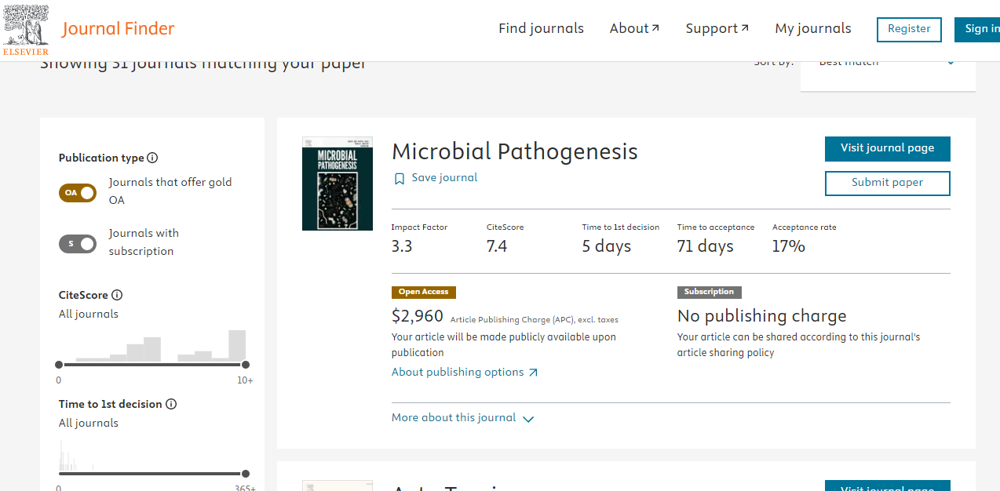 ELSEVIER
Journal Finder
Find journals
About
Support
My journals
Register
Sign in
Showing 31 journals matching your paper
Sort by:
Best match
Publication type
OA
Journals that offer gold
OA
S
Journals with
subscription
CiteScore
All journals
0
10+
Time to 1st decision
All journals
0
365+
MICROBIAL
PATHOGENESIS
Microbial Pathogenesis
Save journal
Visit journal page
Submit paper
Impact Factor
CiteScore
Time to 1st decision
Time to acceptance
Acceptance rate
3.3
7.4
5 days
71 days
17%
Open Access
$2,960 Article Publishing Charge (APC), excl. taxes
Your article will be made publicly available upon
publication
About publishing options
Subscription
No publishing charge
Your article can be shared according to this journal's
article sharing policy
More about this journal
Visit journal page